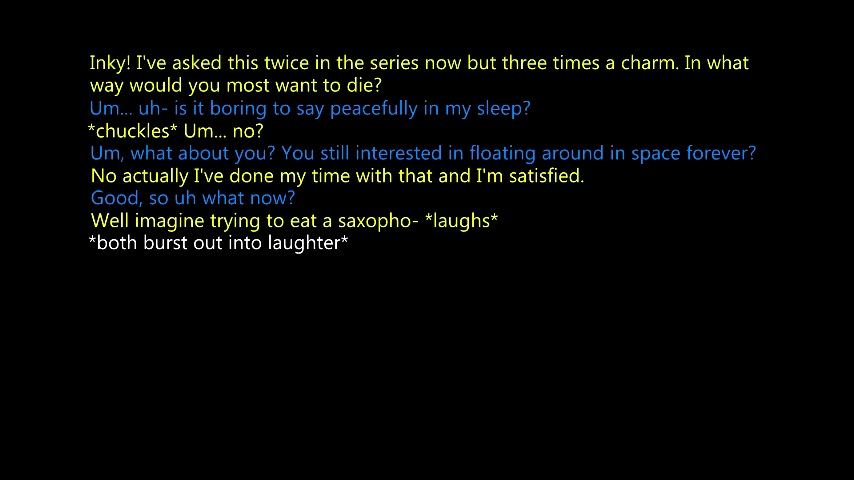 Inky! I've asked this twice in the series now but three times a charm. In what
way would you most want to die?
Um... uh- is it boring to say peacefully in my sleep?
*chuckles* Um... no?
Um, what about you? You still interested in floating around in space forever?
No actually I've done my time with that and I'm satisfied.
Good, so uh what now?
Well imagine trying to eat a saxopho- *laughs*
*both burst out into laughter*